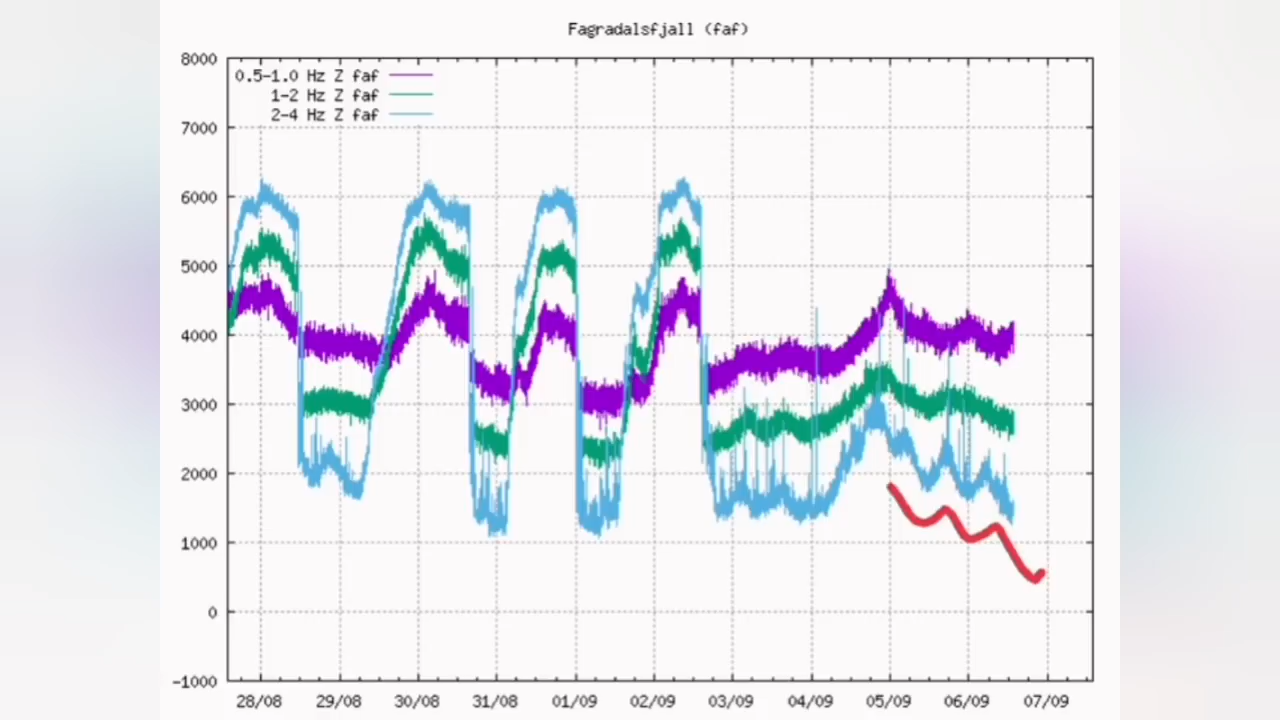 Fagradalsfjall (faf)
8000
0.5-1.0 Hz Z faf
1-2 Hz Z faf
2-4 Hz Z faf
7000
6000
5000
4000
3000
2000
1000
0
-1000
28/08 29/08 30/08 31/08 01/09 02/09 03/09 04/09 05/09 06/09 07/09